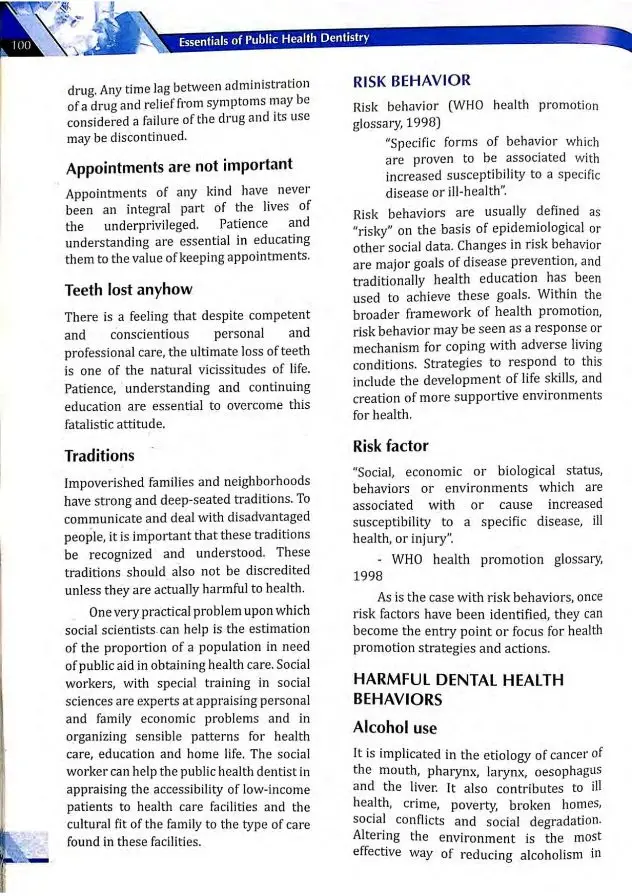 100
Essentials of Public Health Dentistry
drug. Any time lag between administration
of a drug and relief from symptoms may be
considered a failure of the drug and its use
may be discontinued.
Appointments are not important
Appointments of any kind have never
been an integral part of the lives of
the underprivileged. Patience and
understanding are essential in educating
them to the value of keeping appointments.
Teeth lost anyhow
There is a feeling that despite competent
and conscientious personal and
professional care, the ultimate loss of teeth
is one of the natural vicissitudes of life.
Patience, understanding and continuing
education are essential to overcome this
fatalistic attitude.
Traditions
Impoverished families and neighborhoods
have strong and deep-seated traditions. To
communicate and deal with disadvantaged
people, it is important that these traditions
be recognized and understood. These
traditions should also not be discredited
unless they are actually harmful to health.
One very practical problem upon which
social scientists can help is the estimation
of the proportion of a population in need
of public aid in obtaining health care. Social
workers, with special training in social
sciences are experts at appraising personal
and family economic problems and in
organizing sensible patterns for health
care, education and home life. The social
worker can help the public health dentist in
appraising the accessibility of low-income
patients to health care facilities and the
cultural fit of the family to the type of care
found in these facilities.
RISK BEHAVIOR
Risk behavior (WHO health promotion
glossary, 1998)
"Specific forms of behavior which
are proven to be associated with
increased susceptibility to a specific
disease or ill-health".
Risk behaviors are usually defined as
"risky" on the basis of epidemiological or
other social data. Changes in risk behavior
are major goals of disease prevention, and
traditionally health education has been
used to achieve these goals. Within the
broader framework of health promotion,
risk behavior may be seen as a response or
mechanism for coping with adverse living
conditions. Strategies to respond to this
include the development of life skills, and
creation of more supportive environments
for health.
Risk factor
"Social, economic or biological status,
behaviors or environments which are
associated with or cause increased
susceptibility to a specific disease, ill
health, or injury".
- WHO health promotion glossary,
1998
As is the case with risk behaviors, once
risk factors have been identified, they can
become the entry point or focus for health
promotion strategies and actions.
HARMFUL DENTAL HEALTH
BEHAVIORS
Alcohol use
It is implicated in the etiology of cancer of
the mouth, pharynx, larynx, oesophagus
and the liver. It also contributes to ill
health, crime, poverty, broken homes,
social conflicts and social degradation.
Altering the environment is the most
effective way of reducing alcoholism in